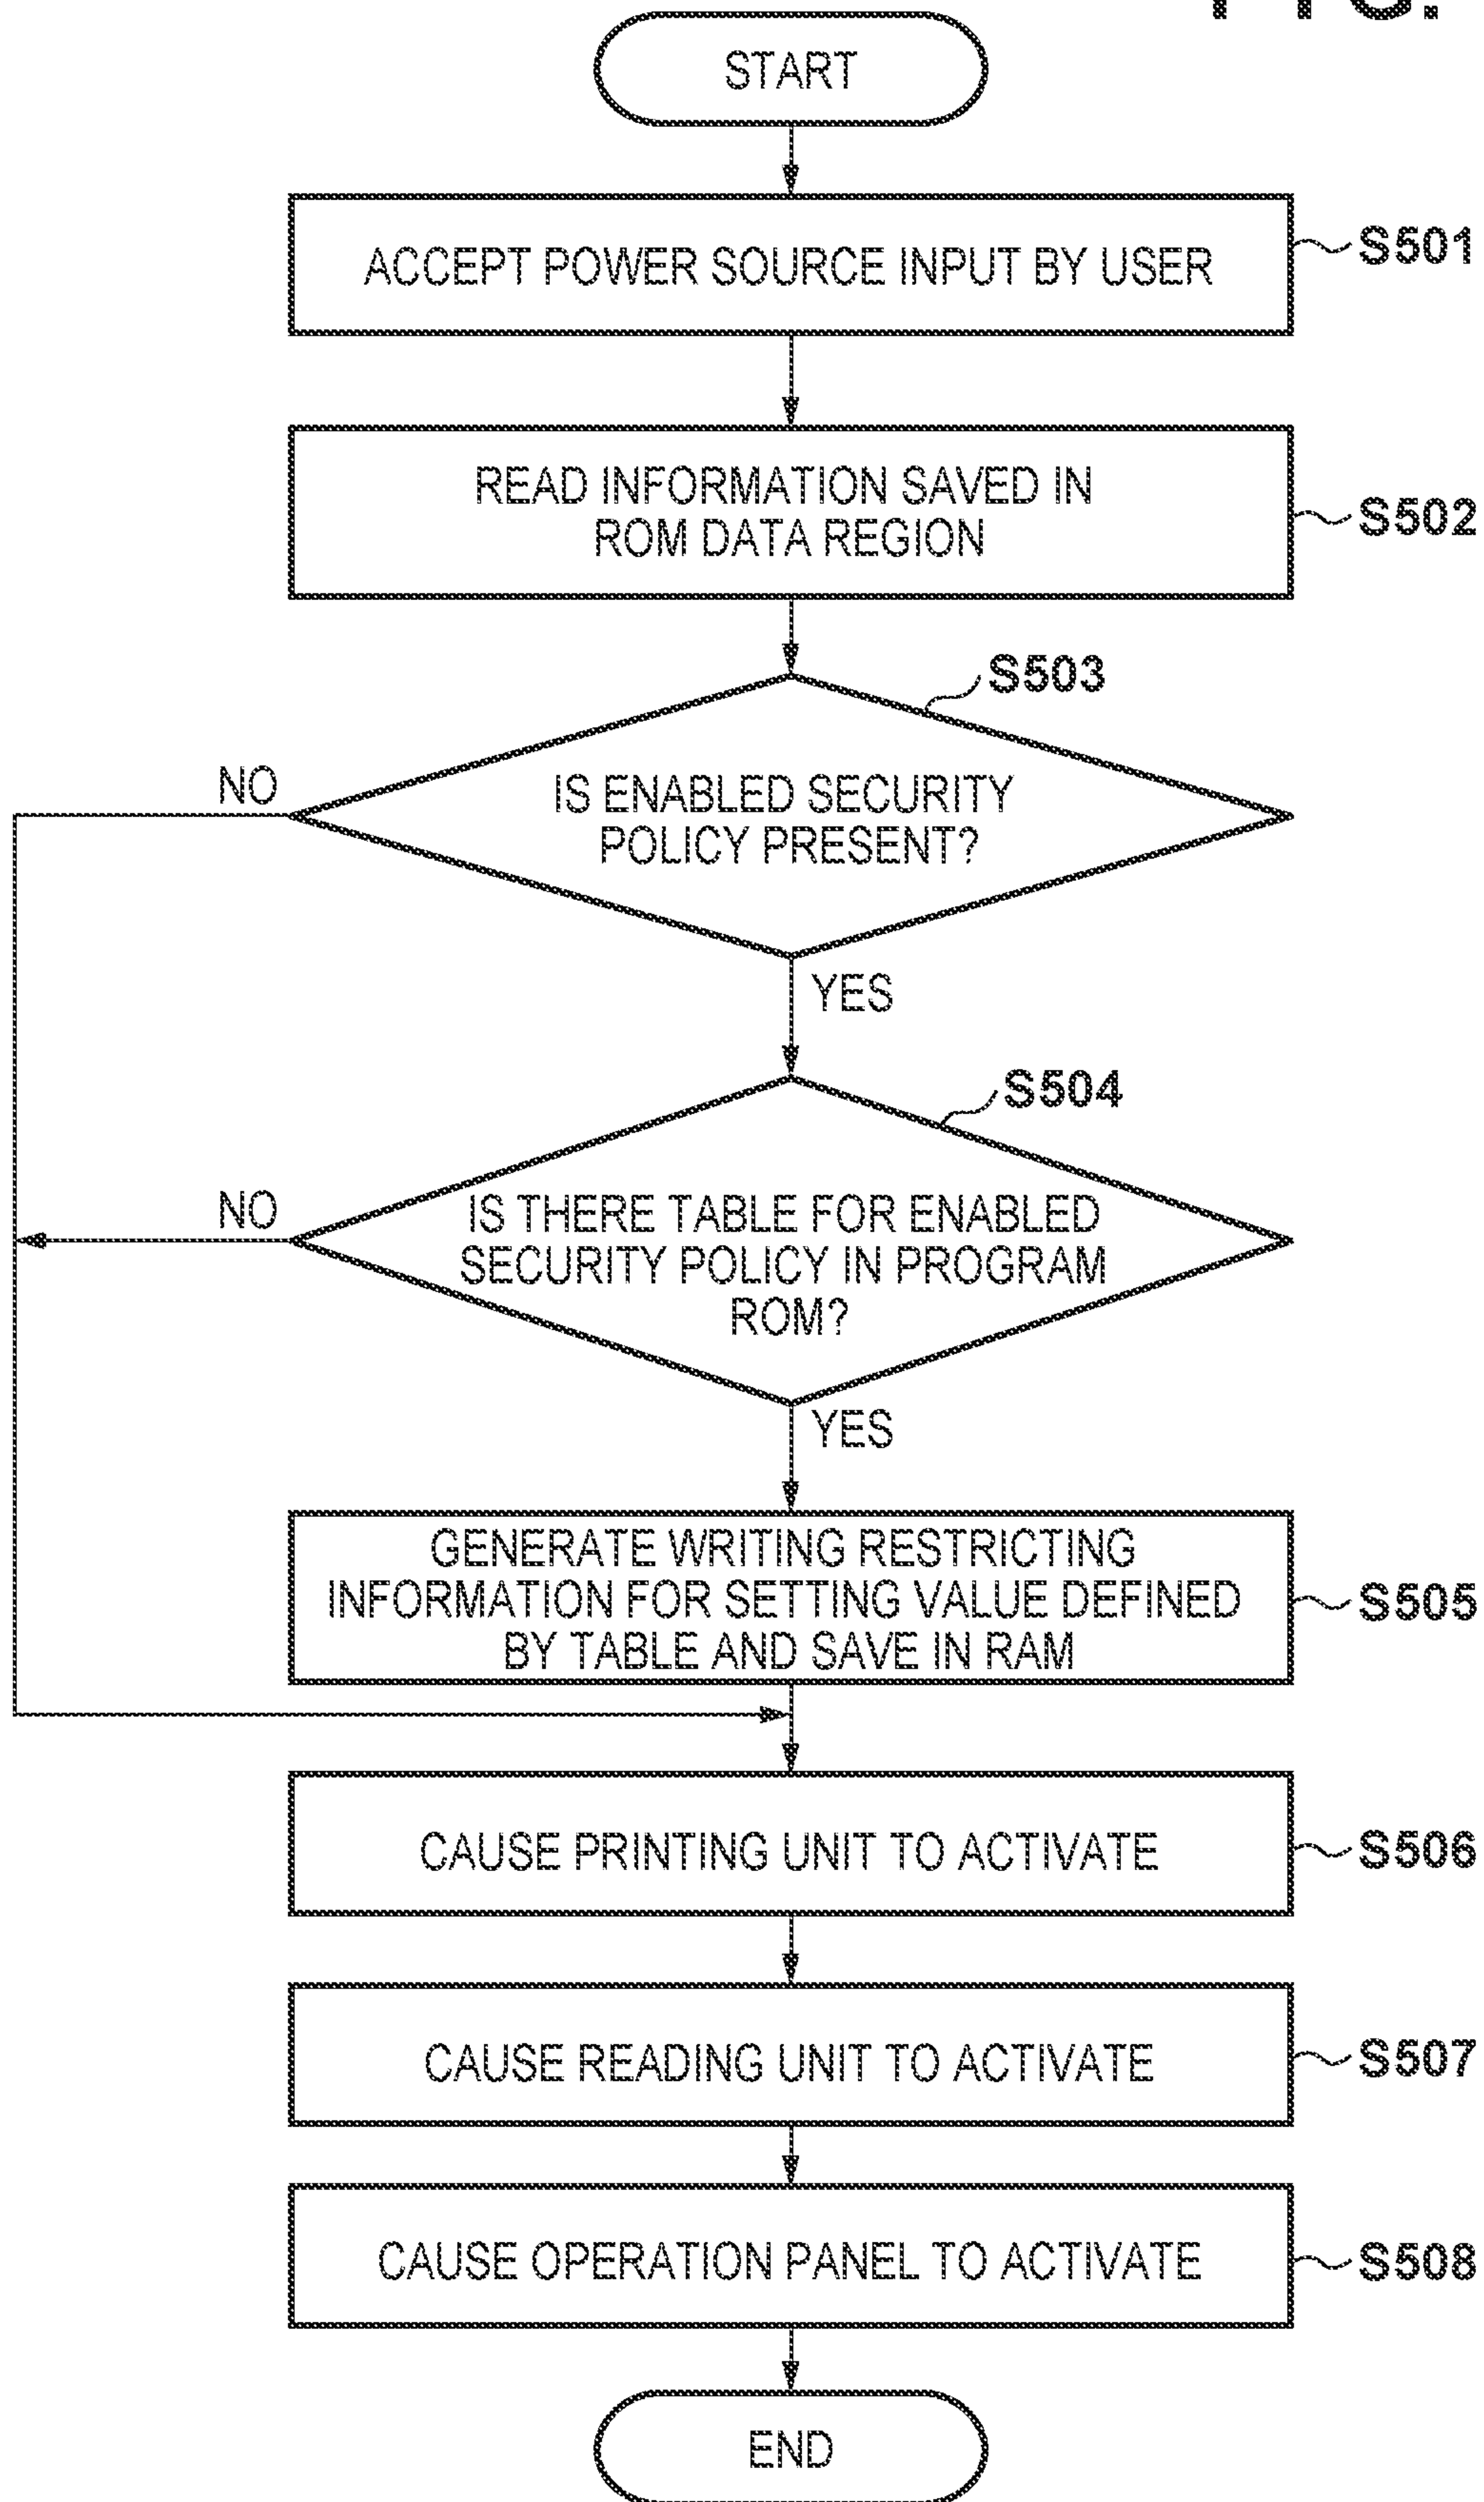 FIG.
START
ACCEPT POWER SOURCE INPUT BY USER
S501
READ INFORMATION SAVED IN
ROM DATA REGION
S502
S503
NO
IS ENABLED SECURITY
POLICY PRESENT?
YES
S504
NO
IS THERE TABLE FOR ENABLED
SECURITY POLICY IN PROGRAM
ROM?
YES
GENERATE WRITING RESTRICTING
INFORMATION FOR SETTING VALUE DEFINED
BY TABLE AND SAVE IN RAM
S505
CAUSE PRINTING UNIT TO ACTIVATE
S506
CAUSE READING UNIT TO ACTIVATE
S507
CAUSE OPERATION PANEL TO ACTIVATE
S508
END